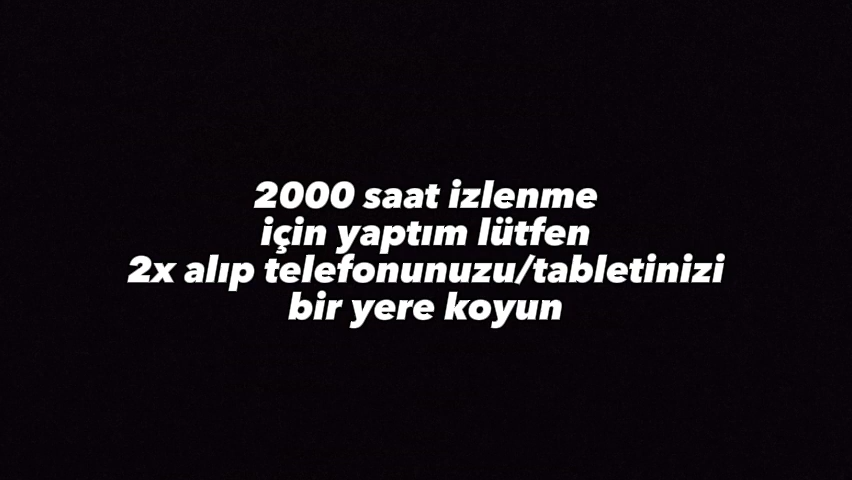 2000 saat izlenme
için yaptım lütfen
2x alıp telefonunuzu/tabletinizi
bir yere koyun